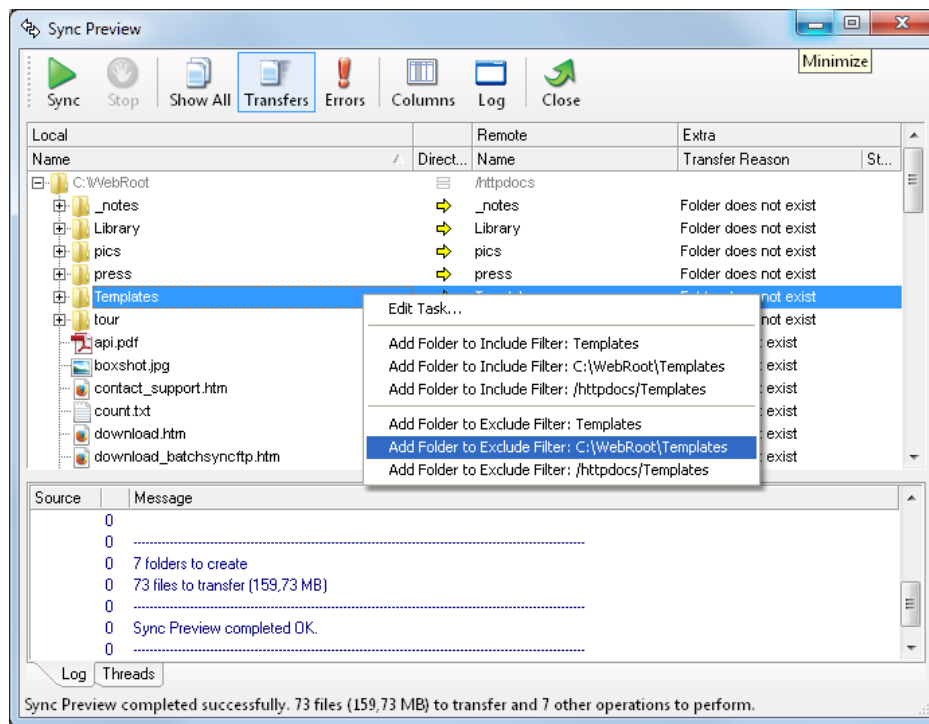 Sync Preview
Minimize
Sync Stop Show All Transfers Errors Columns Log Close
Local Remote Extra
Name Direct... Name Transfer Reason St...
C:\WebRoot /httpdocs
_notes _notes Folder does not exist
Library Library Folder does not exist
pics pics Folder does not exist
press press Folder does not exist
Templates not exist
tour not exist
api.pdf exist
boxshot.jpg exist
contact_support.htm exist
count.txt exist
download.htm exist
download_batchsyncftp.htm exist
Edit Task...
Add Folder to Include Filter: Templates
Add Folder to Include Filter: C:\WebRoot\Templates
Add Folder to Include Filter: /httpdocs/Templates
Add Folder to Exclude Filter: Templates
Add Folder to Exclude Filter: C:\WebRoot\Templates
Add Folder to Exclude Filter: /httpdocs/Templates
Source Message
0
0 --------------------------------------------------------------------------------
0 7 folders to create
0 73 files to transfer (159,73 MB)
0 --------------------------------------------------------------------------------
0 Sync Preview completed OK.
0 --------------------------------------------------------------------------------
Log Threads
Sync Preview completed successfully. 73 files (159,73 MB) to transfer and 7 other operations to perform.